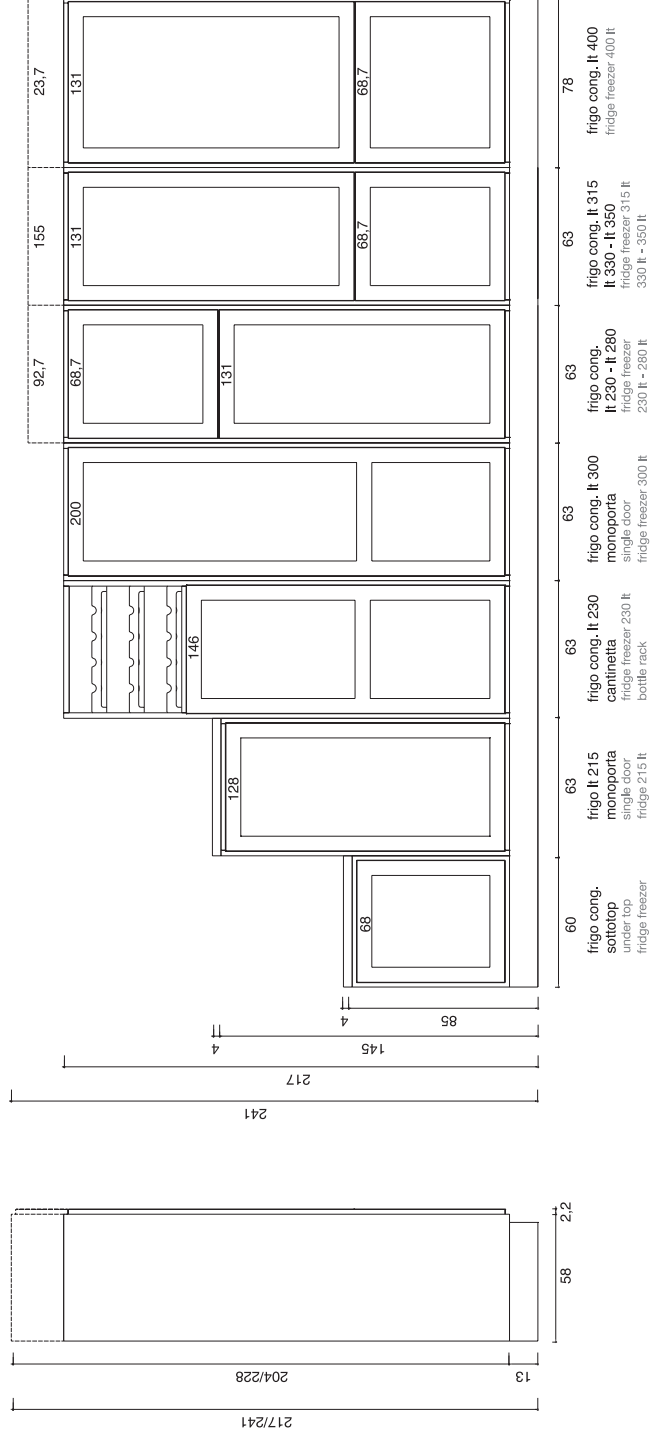 23,7
155
92,7
131
131
68,7
200
146
128
68
68,7
68,7
131
78
63
63
63
63
63
60
frigo cong. lt 400
fridge freezer 400 lt
frigo cong. lt 315
lt 330 - lt 350
fridge freezer 315 lt
330 lt - 350 lt
frigo cong.
lt 230 - lt 280
fridge freezer
230 lt - 280 lt
frigo cong. lt 300
monoporta
single door
fridge freezer 300 lt
frigo cong. lt 230
cantinetta
fridge freezer 230 lt
bottle rack
frigo lt 215
monoporta
single door
fridge 215 lt
frigo cong.
sottotop
under top
fridge freezer
4
85
4
145
217
241
2,2
58
204/228
13
217/241